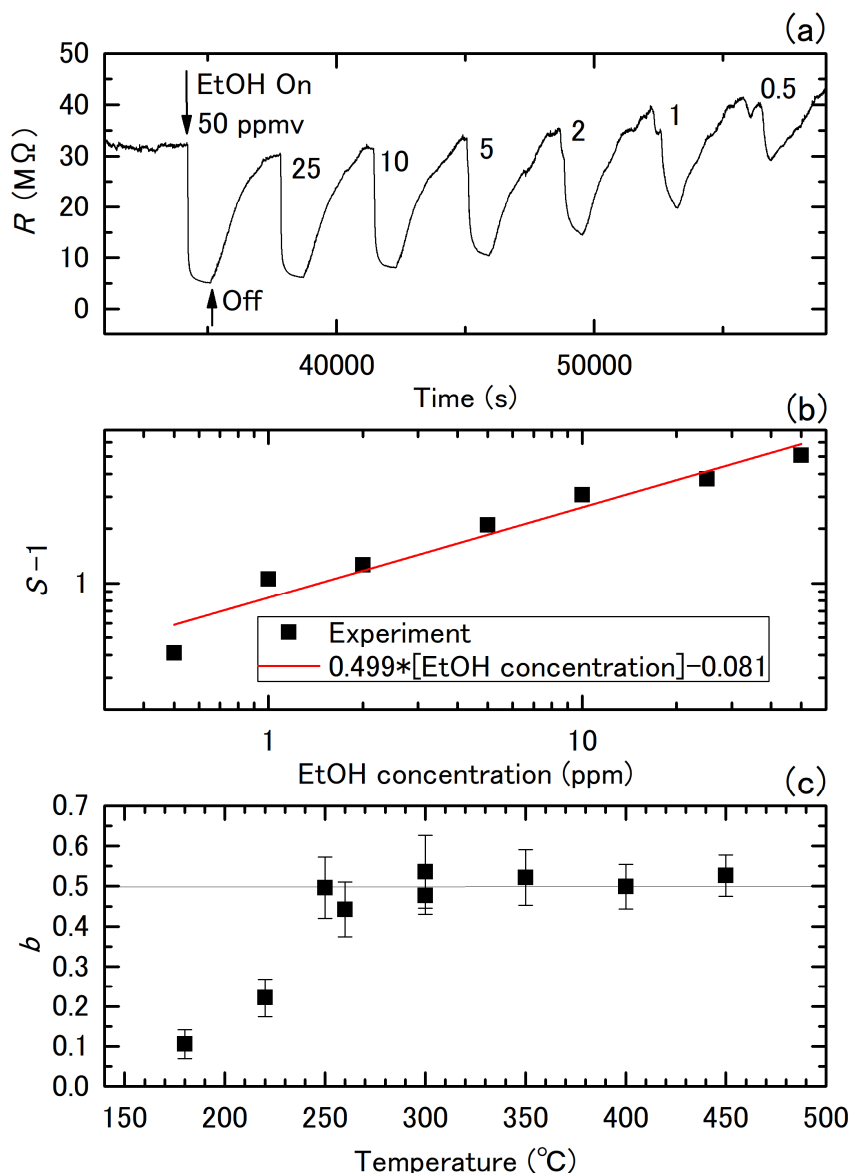 (a)
50
40
30
20
10
0
R (MΩ)
EtOH On
50 ppmv
25
10
5
2
1
0.5
Off
40000
50000
Time (s)
(b)
S-1
1
Experiment
0.499*[EtOH concentration]-0.081
1
10
EtOH concentration (ppm)
(c)
0.7
0.6
0.5
0.4
0.3
0.2
0.1
0.0
b
150 200 250 300 350 400 450 500
Temperature (℃)